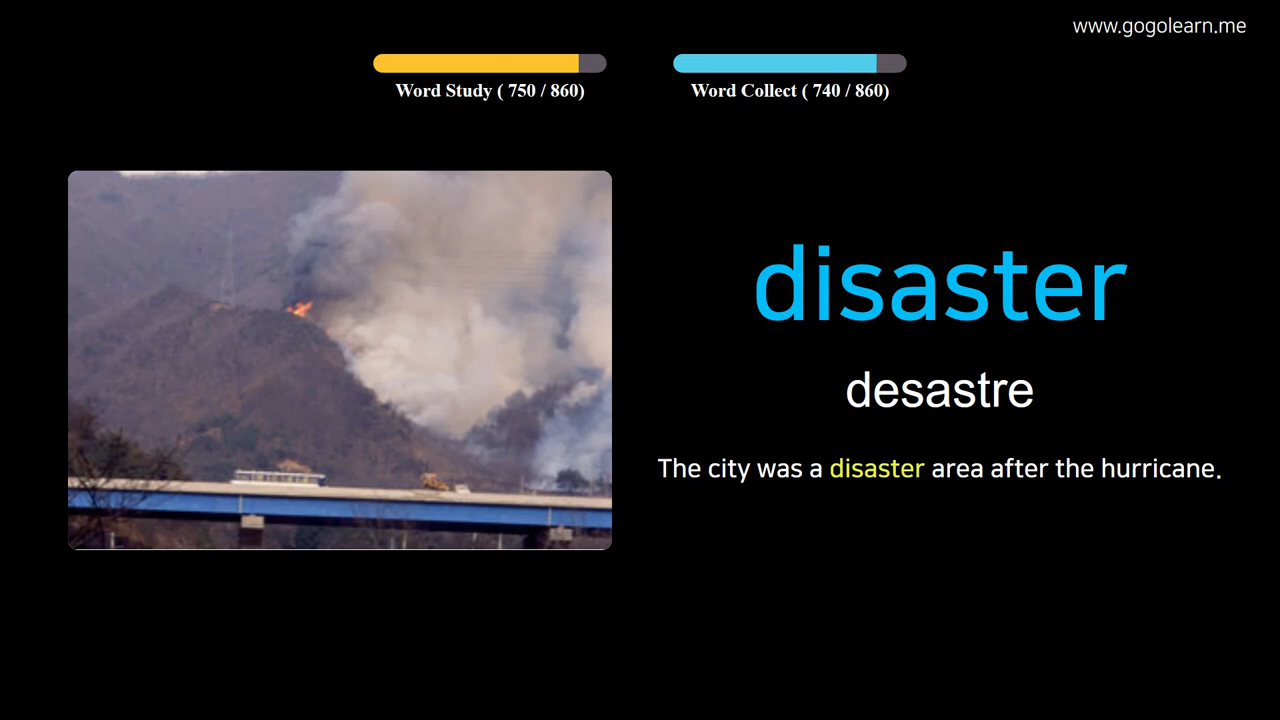 www.gogolearn.me
Word Study ( 750 / 860)
Word Collect ( 740 / 860)
disaster
desastre
The city was a disaster area after the hurricane.